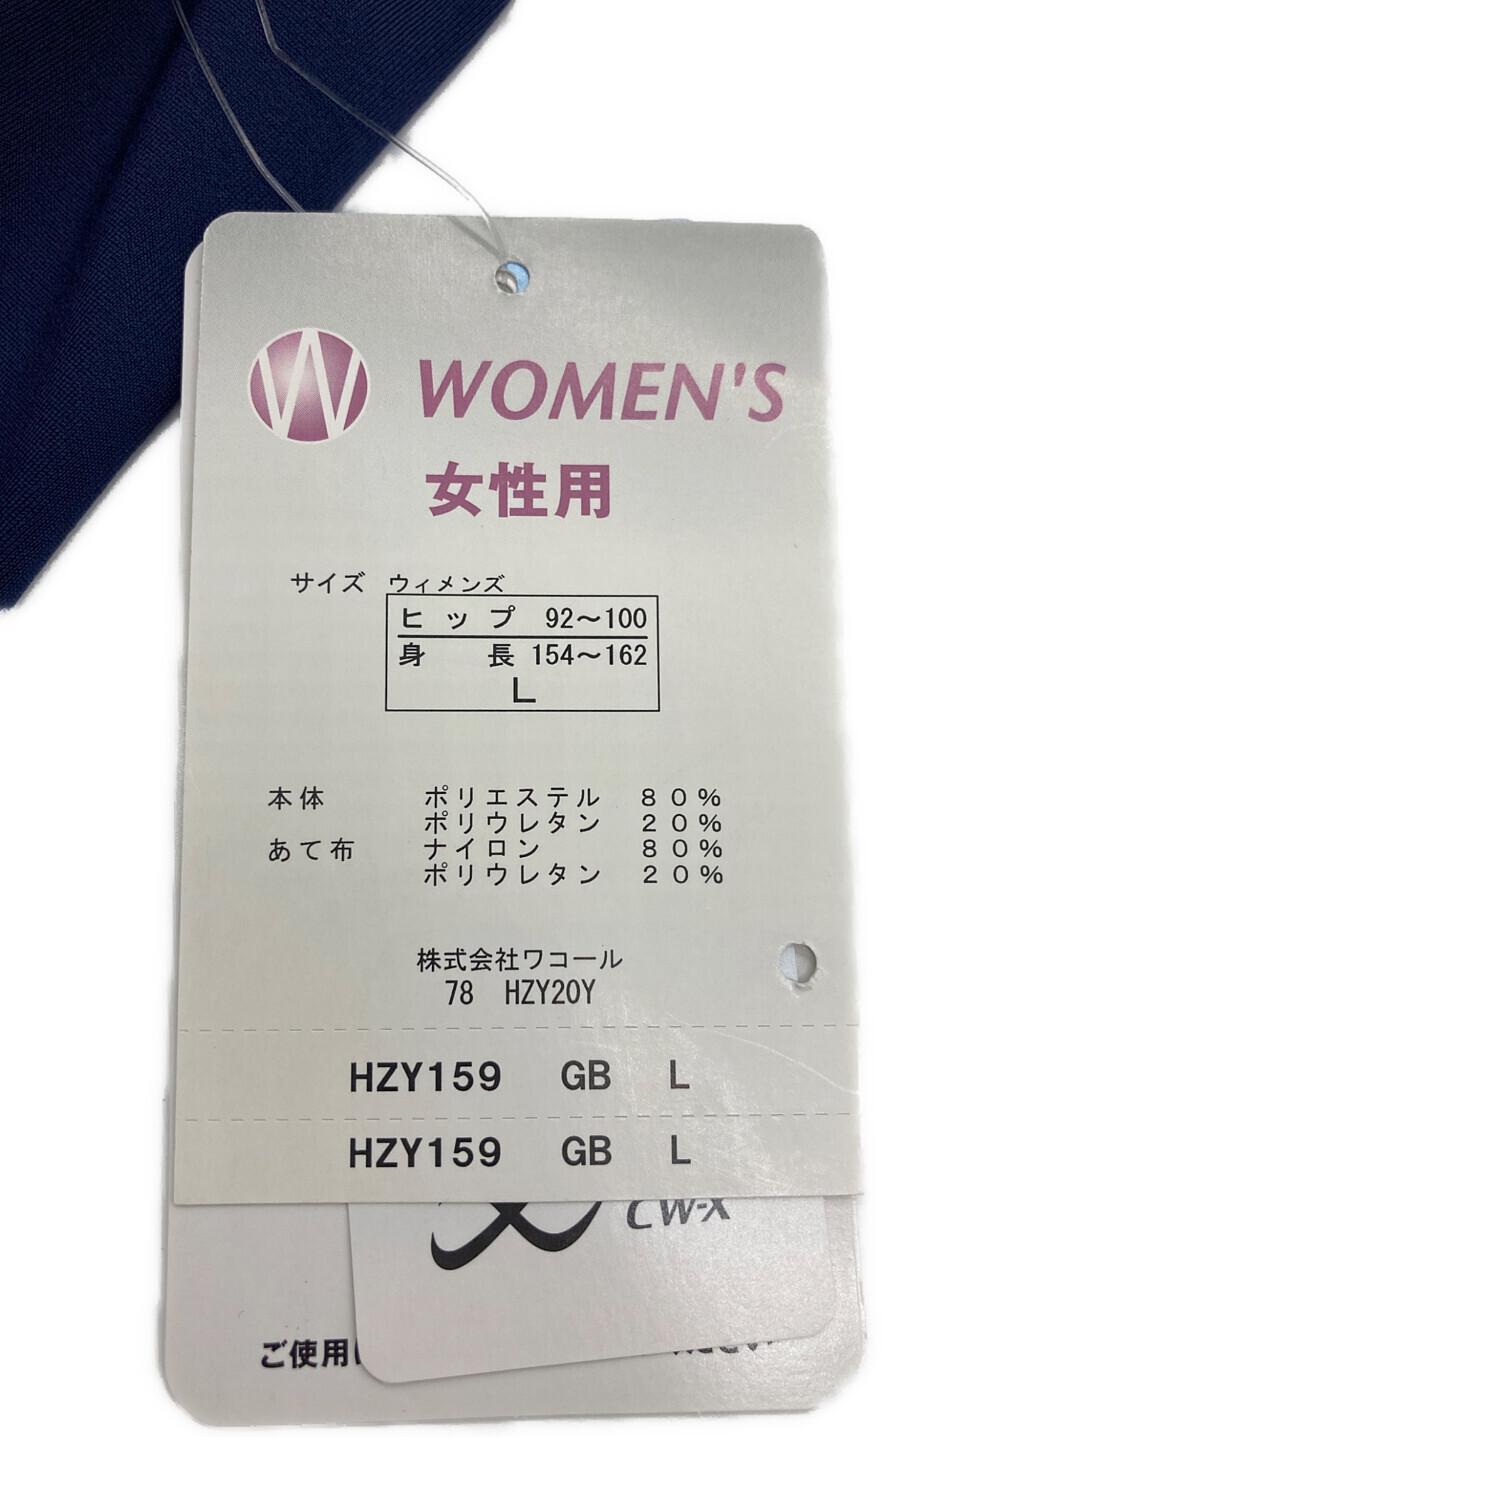 W WOMEN'S
女性用
サイズ ウィメンズ
ヒップ 92～100
身長 154～162
L
本体 ポリエステル 80%
ポリウレタン 20%
あて布 ナイロン 80%
ポリウレタン 20%
株式会社ワコール
78 HZY20Y
HZY159 GB L
HZY159 GB L
CW-X
ご使用